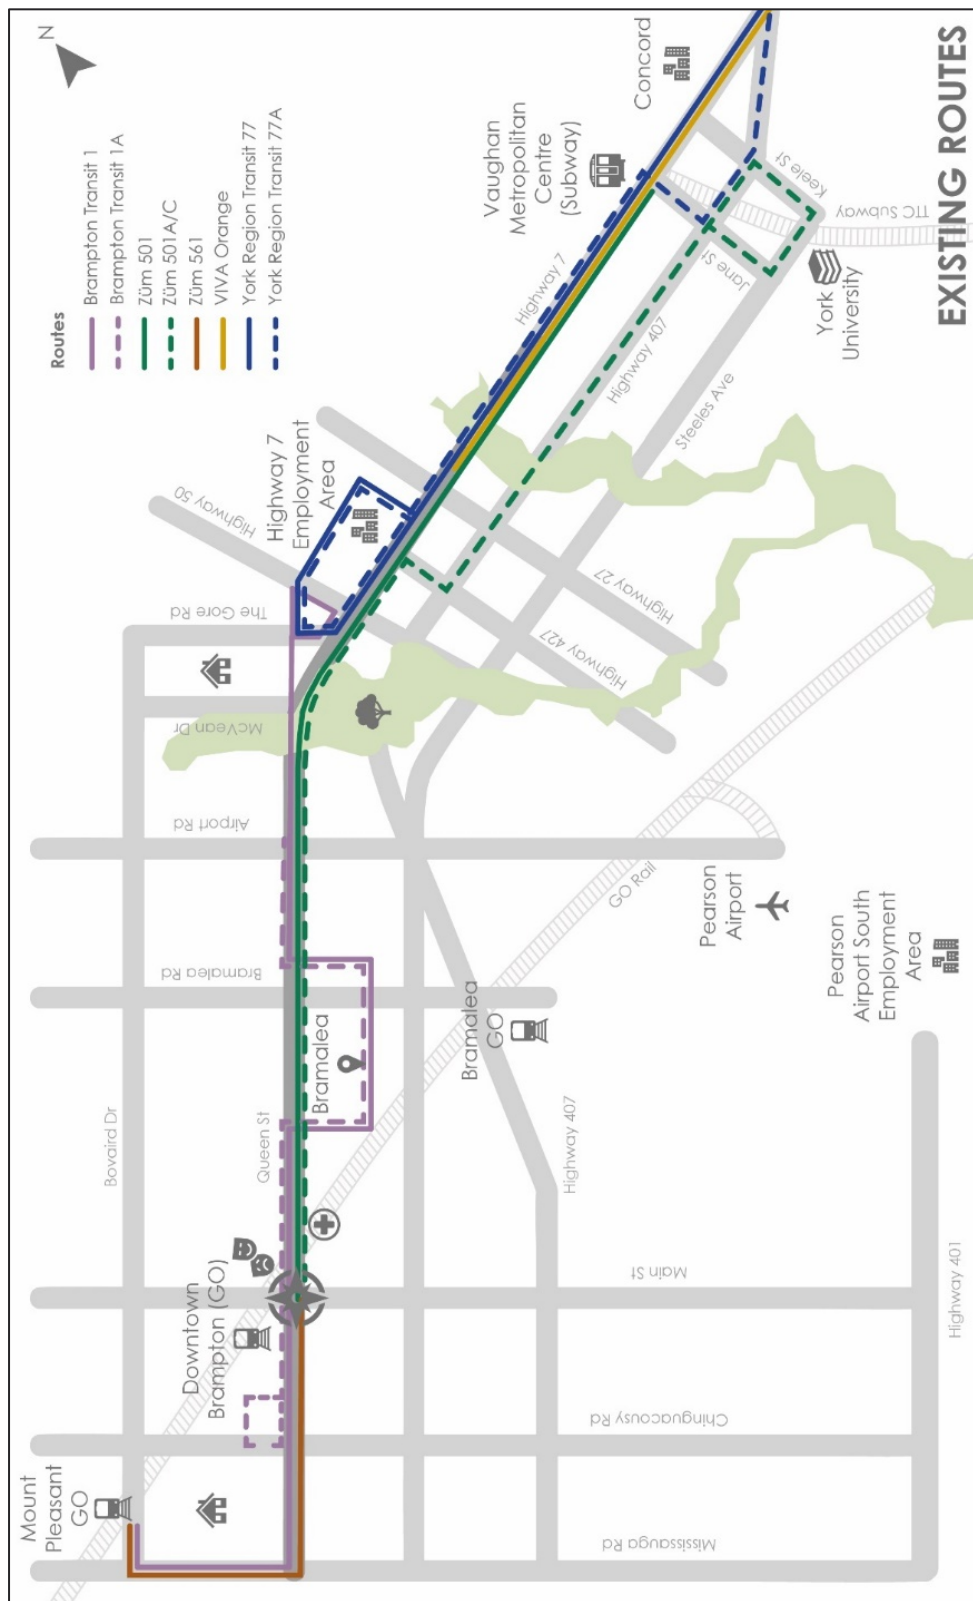 EXISTING ROUTES
N
Routes
Brampton Transit 1
Brampton Transit 1A
Züm 501
Züm 501A/C
Züm 561
VIVA Orange
York Region Transit 77
York Region Transit 77A
Mount
Pleasant
GO
Downtown
Brampton (GO)
Bovaird Dr
Queen St
Bramalea
Bramalea Rd
Airport Rd
McVean Dr
The Gore Rd
Highway 50
Highway 7
Employment
Area
Highway 7
Vaughan
Metropolitan
Centre
(Subway)
Concord
Keele St
TTC Subway
Jane St
York
University
Highway 407
Steeles Ave
Highway 27
Highway 427
GO Rail
Pearson
Airport
Pearson
Airport South
Employment
Area
Bramalea
GO
Highway 407
Main St
Chinguacousy Rd
Mississauga Rd
Highway 401